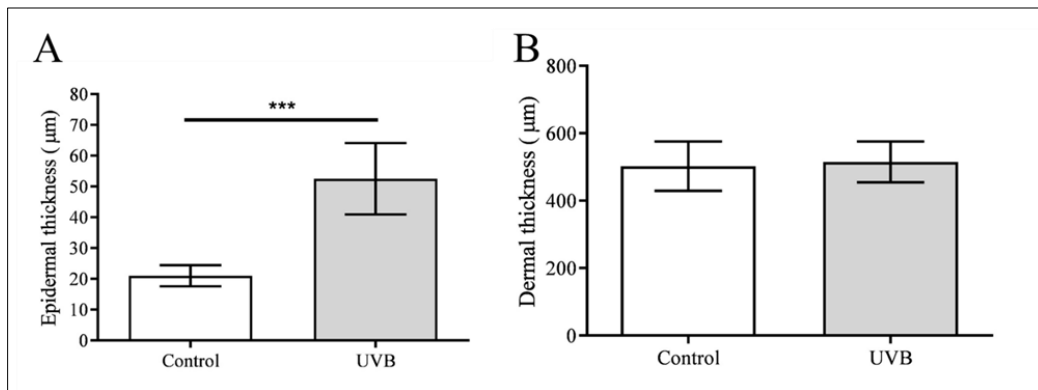 A
Epidermal thickness ( μm)
80
70
60
50
40
30
20
10
0
***
Control
UVB
B
Dermal thickness ( μm)
800
600
400
200
0
Control
UVB